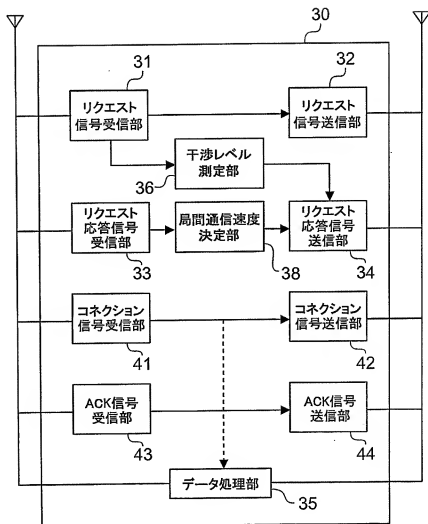 30
31
32
リクエスト
信号受信部
リクエスト
信号送信部
干渉レベル
測定部
36
リクエスト
応答信号
受信部
局間通信速度
決定部
リクエスト
応答信号
送信部
33
38
34
コネクション
信号受信部
コネクション
信号送信部
41
42
ACK信号
受信部
ACK信号
送信部
43
44
データ処理部
35